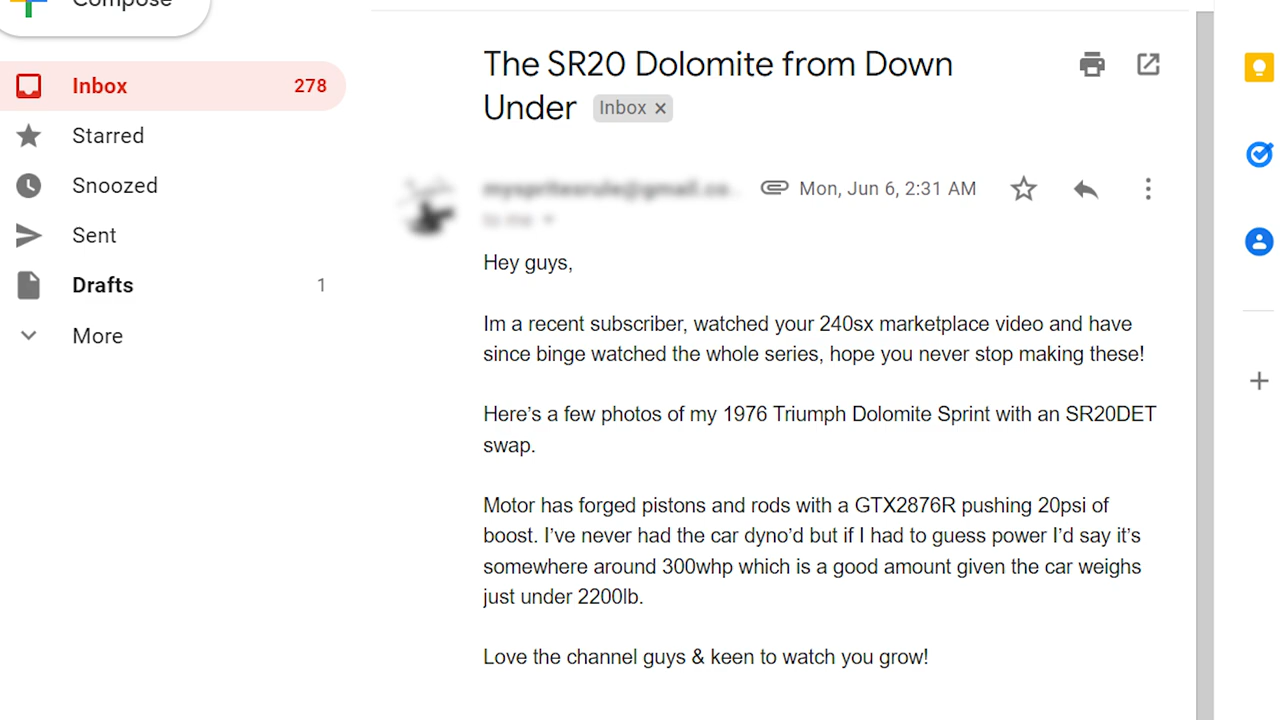 Compose
Inbox 278
Starred
Snoozed
Sent
Drafts 1
More
The SR20 Dolomite from Down
Under Inbox ×
Mon, Jun 6, 2:31 AM
Hey guys,
Im a recent subscriber, watched your 240sx marketplace video and have
since binge watched the whole series, hope you never stop making these!
Here’s a few photos of my 1976 Triumph Dolomite Sprint with an SR20DET
swap.
Motor has forged pistons and rods with a GTX2876R pushing 20psi of
boost. I’ve never had the car dyno’d but if I had to guess power I’d say it’s
somewhere around 300whp which is a good amount given the car weighs
just under 2200lb.
Love the channel guys & keen to watch you grow!